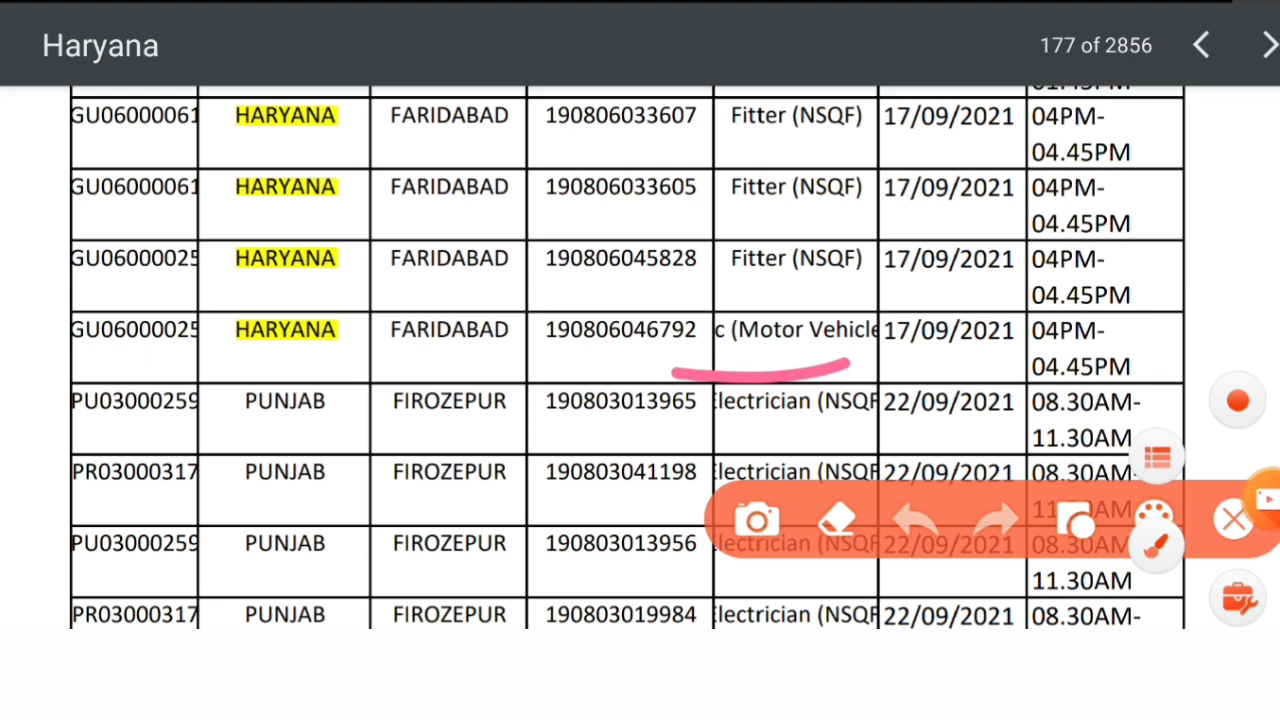 Haryana 177 of 2856
GU06000061 HARYANA FARIDABAD 190806033607 Fitter (NSQF) 17/09/2021 04PM-
04.45PM
GU06000061 HARYANA FARIDABAD 190806033605 Fitter (NSQF) 17/09/2021 04PM-
04.45PM
GU06000025 HARYANA FARIDABAD 190806045828 Fitter (NSQF) 17/09/2021 04PM-
04.45PM
GU06000025 HARYANA FARIDABAD 190806046792 c (Motor Vehicle 17/09/2021 04PM-
04.45PM
PU03000259 PUNJAB FIROZEPUR 190803013965 lectrician (NSQF 22/09/2021 08.30AM-
11.30AM
PR03000317 PUNJAB FIROZEPUR 190803041198 lectrician (NSQF 22/09/2021 08.30AM-
11 AM
PU03000259 PUNJAB FIROZEPUR 190803013956 lectrician (NSQF 22/09/2021 08.30AM
11.30AM
PR03000317 PUNJAB FIROZEPUR 190803019984 lectrician (NSQF 22/09/2021 08.30AM-